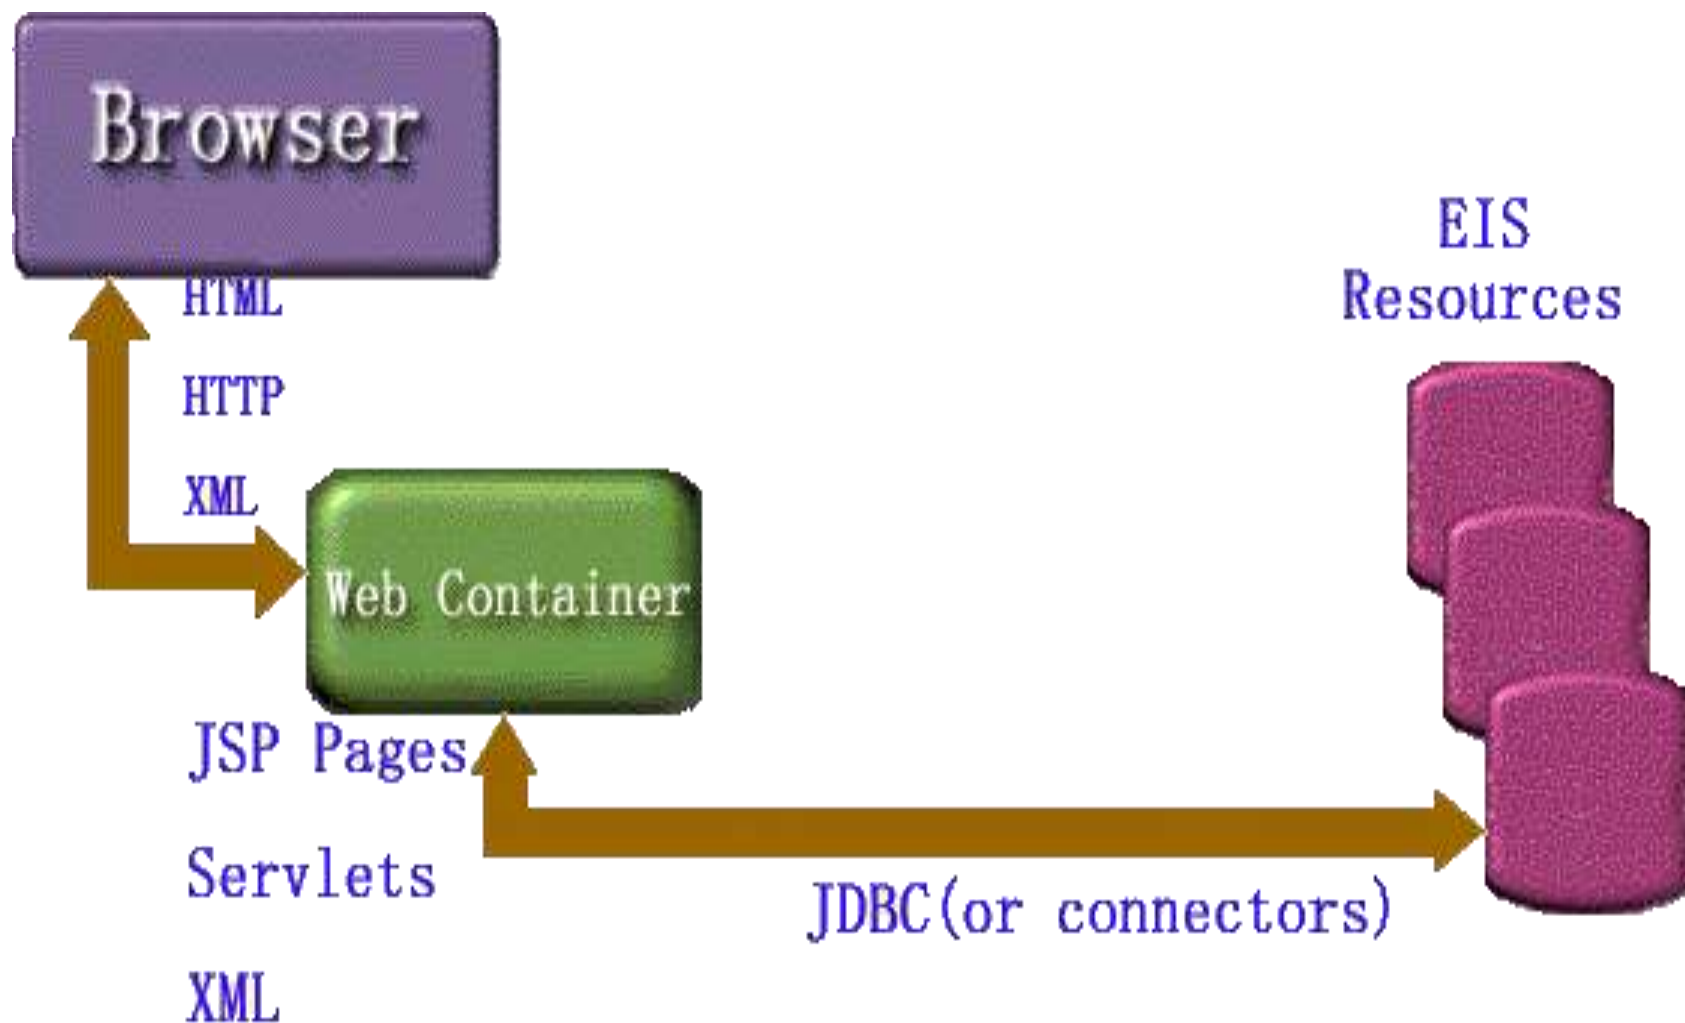 Browser
HTML
HTTP
XML
Web Container
JSP Pages
Servlets
XML
JDBC(or connectors)
EIS
Resources